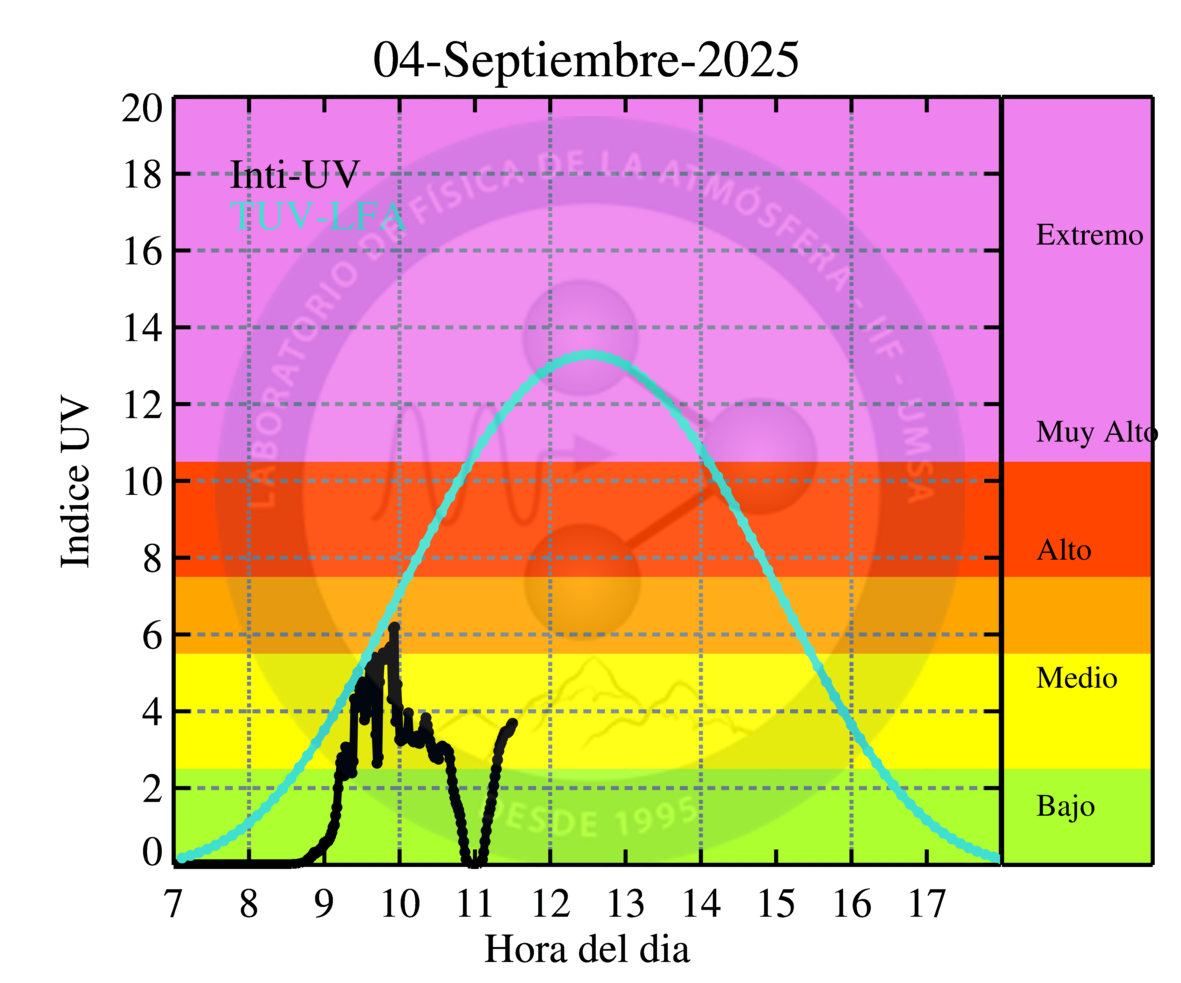 04-Septiembre-2025
20
18
16
14
12
10
8
6
4
2
0
Indice UV
Inti-UV
TUV-LFA
LABORATORIO DE FÍSICA DE LA ATMÓSFERA - IIF - UMSA
DESDE 1995
Extremo
Muy Alto
Alto
Medio
Bajo
7 8 9 10 11 12 13 14 15 16 17
Hora del dia